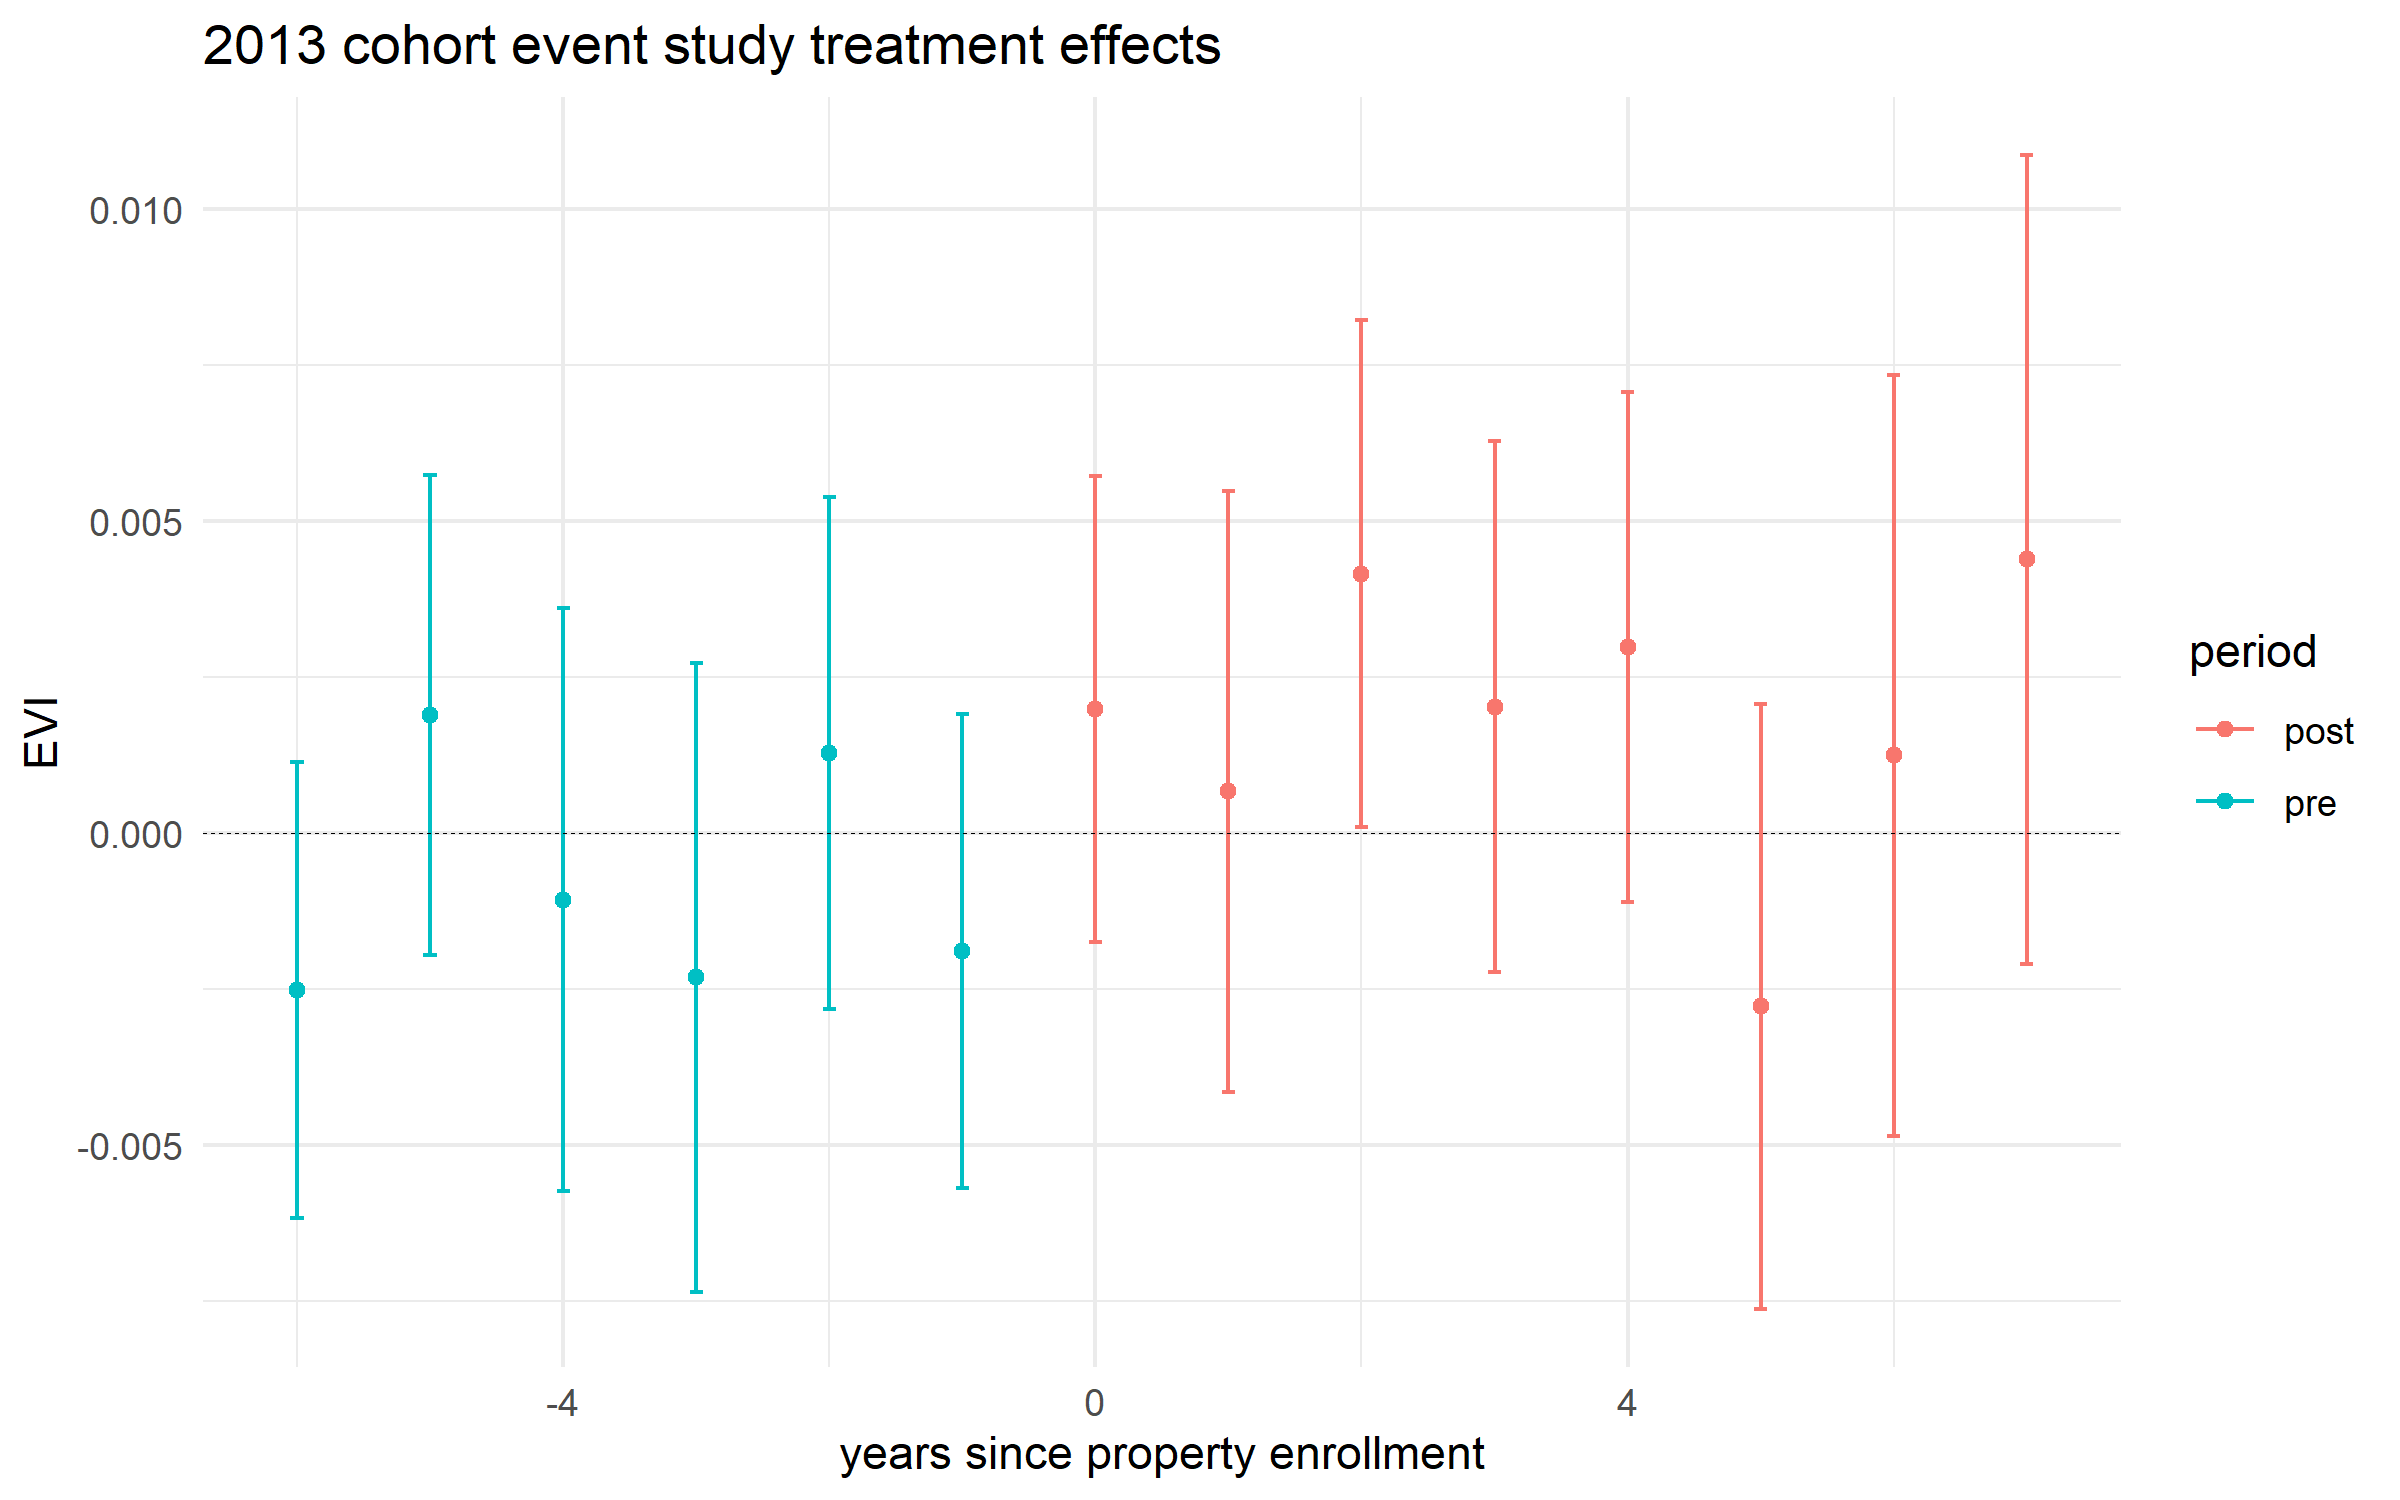 2013 cohort event study treatment effects
0.010
0.005
0.000
-0.005
EVI
-4
0
4
years since property enrollment
period
post
pre